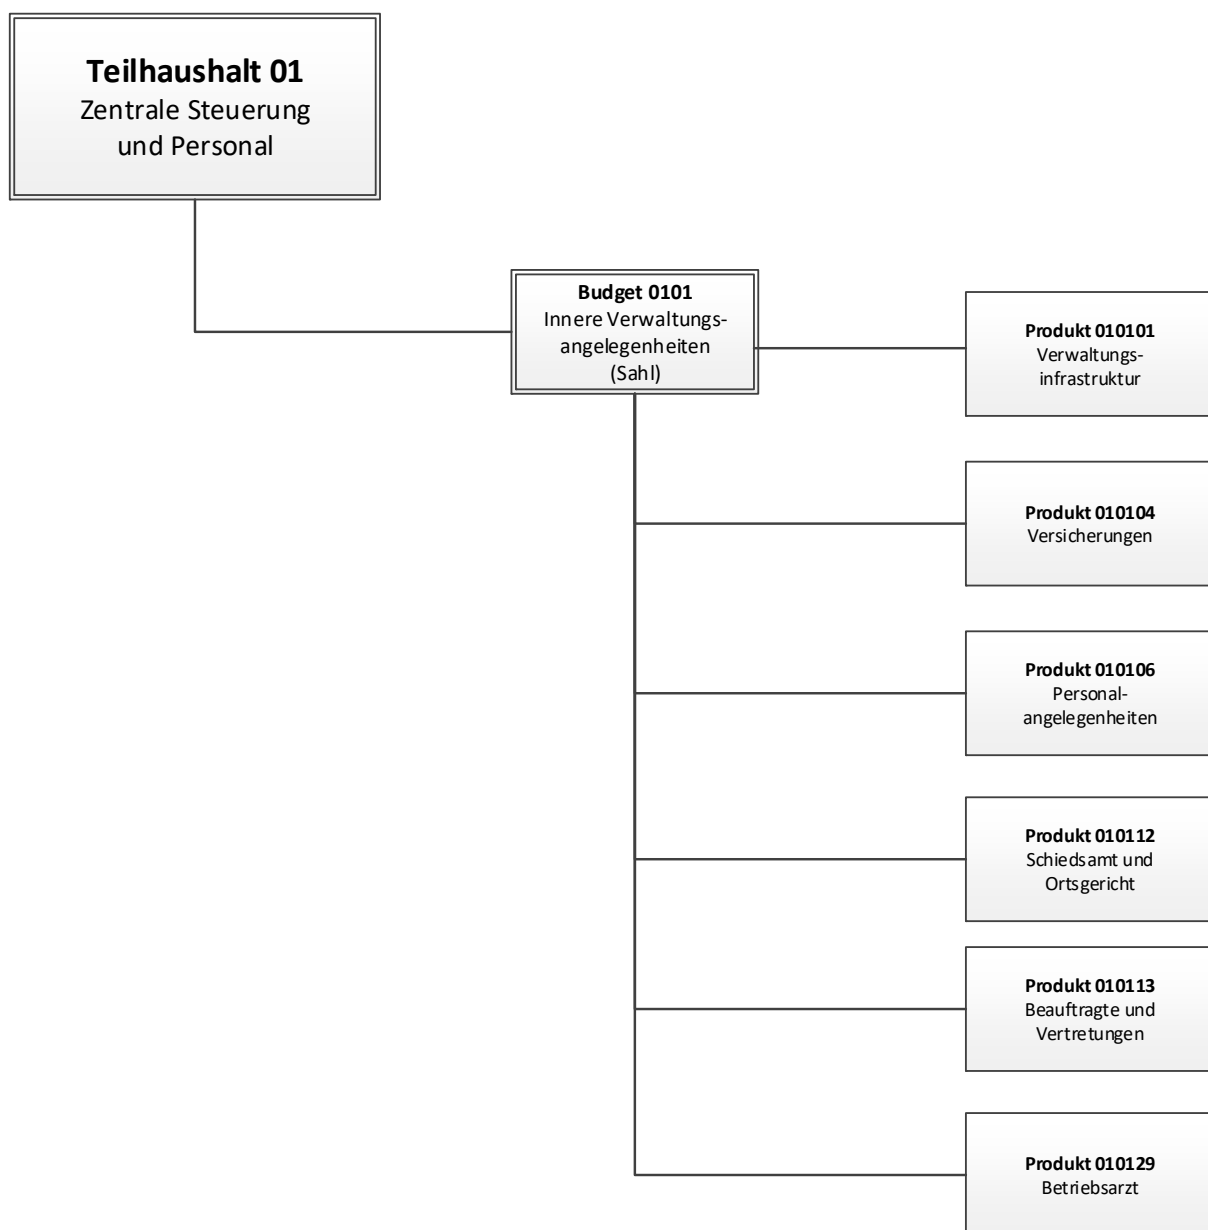 Teilhaushalt 01
Zentrale Steuerung
und Personal
Budget 0101
Innere Verwaltungs-
angelegenheiten
(Sahl)
Produkt 010101
Verwaltungs-
infrastruktur
Produkt 010104
Versicherungen
Produkt 010106
Personal-
angelegenheiten
Produkt 010112
Schiedsamt und
Ortsgericht
Produkt 010113
Beauftragte und
Vertretungen
Produkt 010129
Betriebsarzt